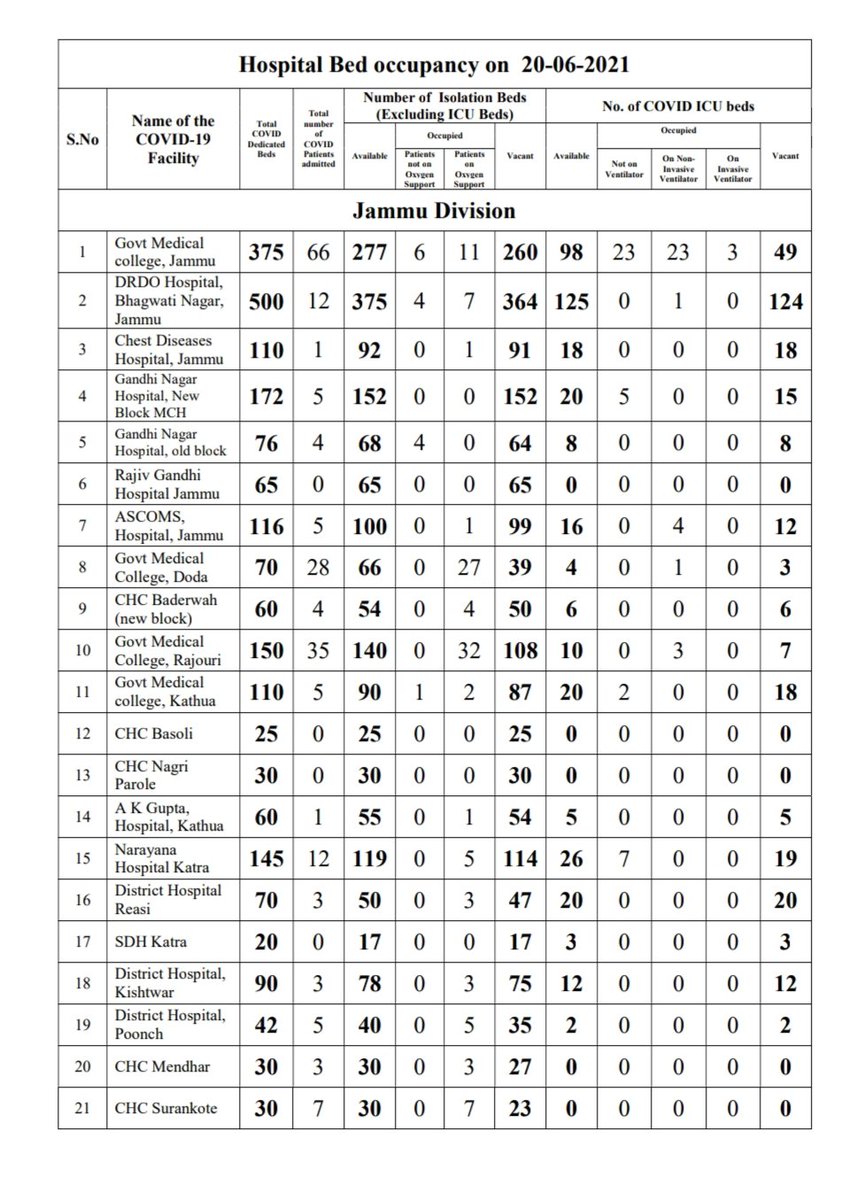 Hospital Bed occupancy on 20-06-2021
S.No
Name of the
COVID-19
Facility
Total
COVID
Dedicated
Beds
Total
number
of
COVID
Patients
admitted
Number of Isolation Beds
(Excluding ICU Beds)
Available
Occupied
Patients
not on
Oxygen
Support
Patients
on
Oxygen
Support
Vacant
No. of COVID ICU beds
Available
Occupied
Not on
Ventilator
On Non-
Invasive
Ventilator
On
Invasive
Ventilator
Vacant
Jammu Division
1 Govt Medical
college, Jammu 375 66 277 6 11 260 98 23 23 3 49
DRDO Hospital,
2 Bhagwati Nagar, 500 12 375 4 7 364 125 0 1 0 124
Jammu
3 Chest Diseases
Hospital, Jammu 110 1 92 0 1 91 18 0 0 0 18
Gandhi Nagar
4 Hospital, New 172 5 152 0 0 152 20 5 0 0 15
Block MCH
5 Gandhi Nagar
Hospital, old block 76 4 68 4 0 64 8 0 0 0 8
6 Rajiv Gandhi
Hospital Jammu 65 0 65 0 0 65 0 0 0 0 0
7 ASCOMS,
Hospital, Jammu 116 5 100 0 1 99 16 0 4 0 12
8 Govt Medical
College, Doda 70 28 66 0 27 39 4 0 1 0 3
9 CHC Baderwah
(new block) 60 4 54 0 4 50 6 0 0 0 6
10 Govt Medical
College, Rajouri 150 35 140 0 32 108 10 0 3 0 7
11 Govt Medical
college, Kathua 110 5 90 1 2 87 20 2 0 0 18
12 CHC Basoli 25 0 25 0 0 25 0 0 0 0 0
13 CHC Nagri
Parole 30 0 30 0 0 30 0 0 0 0 0
14 A K Gupta,
Hospital, Kathua 60 1 55 0 1 54 5 0 0 0 5
15 Narayana
Hospital Katra 145 12 119 0 5 114 26 7 0 0 19
16 District Hospital
Reasi 70 3 50 0 3 47 20 0 0 0 20
17 SDH Katra 20 0 17 0 0 17 3 0 0 0 3
18 District Hospital,
Kishtwar 90 3 78 0 3 75 12 0 0 0 12
19 District Hospital,
Poonch 42 5 40 0 5 35 2 0 0 0 2
20 CHC Mendhar 30 3 30 0 3 27 0 0 0 0 0
21 CHC Surankote 30 7 30 0 7 23 0 0 0 0 0